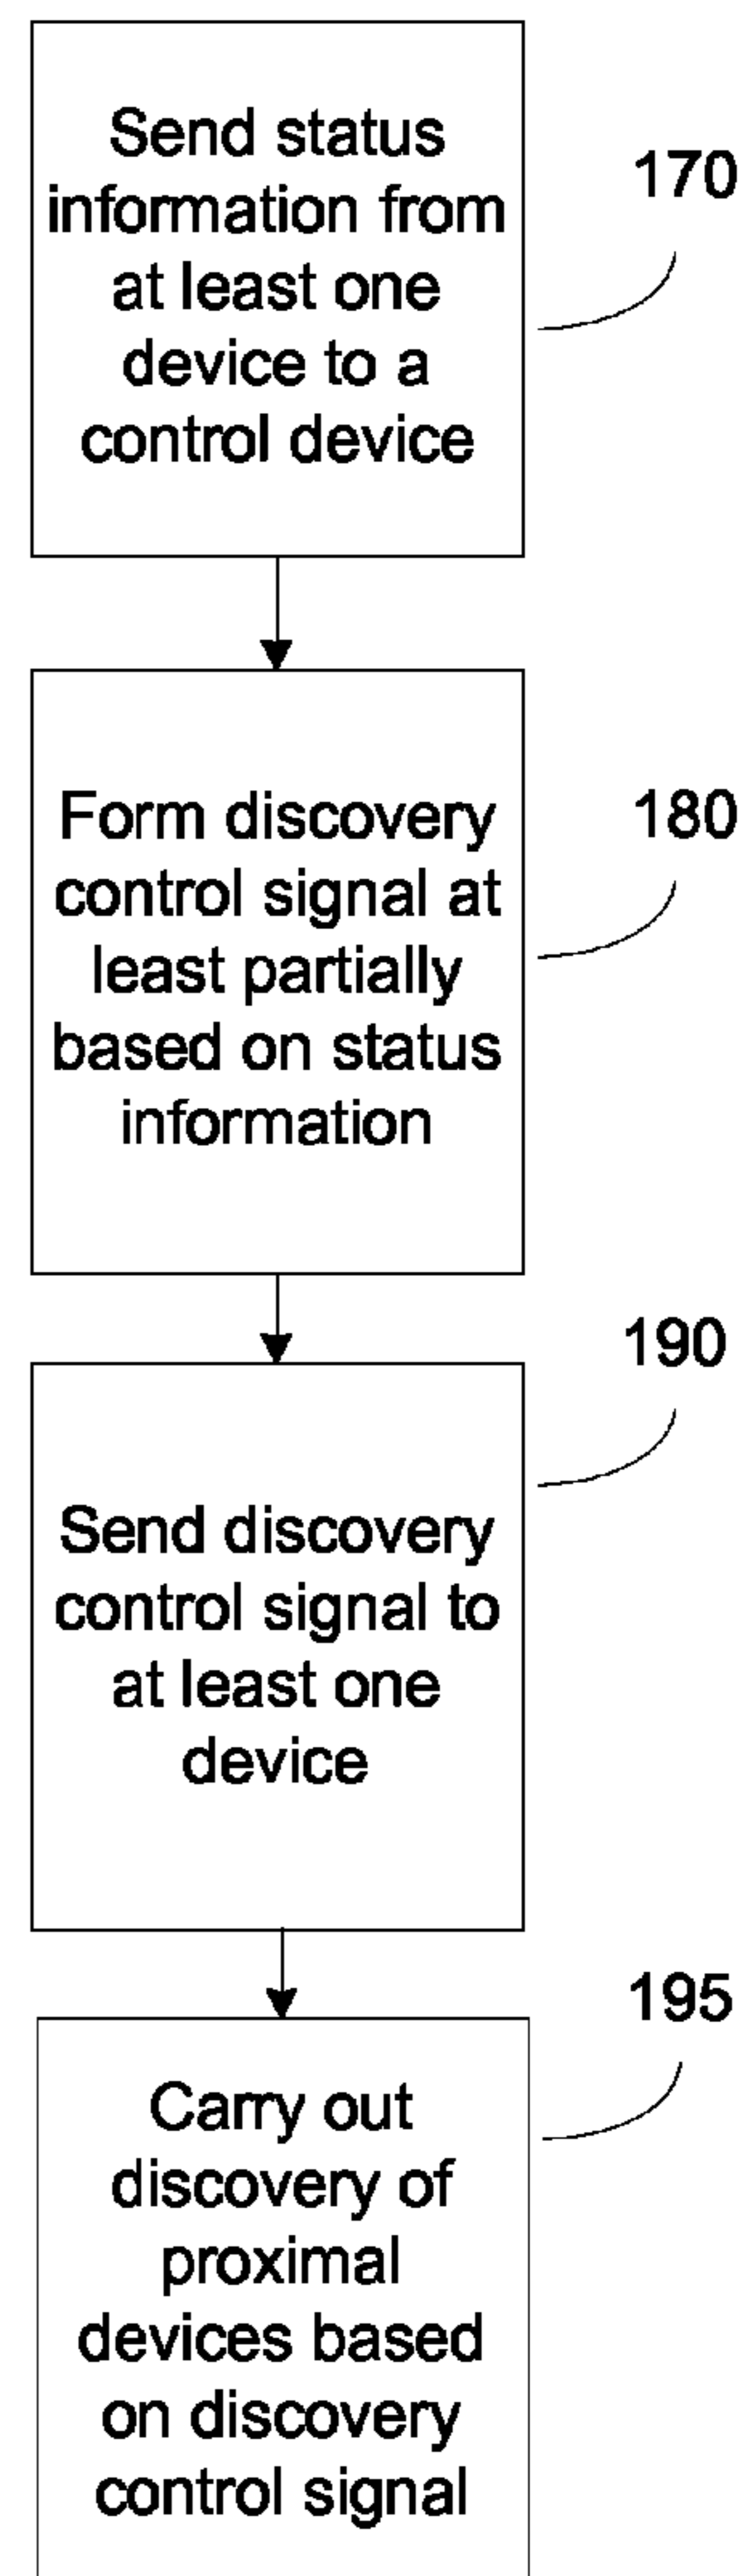 Send status
information from
at least one
device to a
control device
170
Form discovery
control signal at
least partially
based on status
information
180
Send discovery
control signal to
at least one
device
190
Carry out
discovery of
proximal
devices based
on discovery
control signal
195